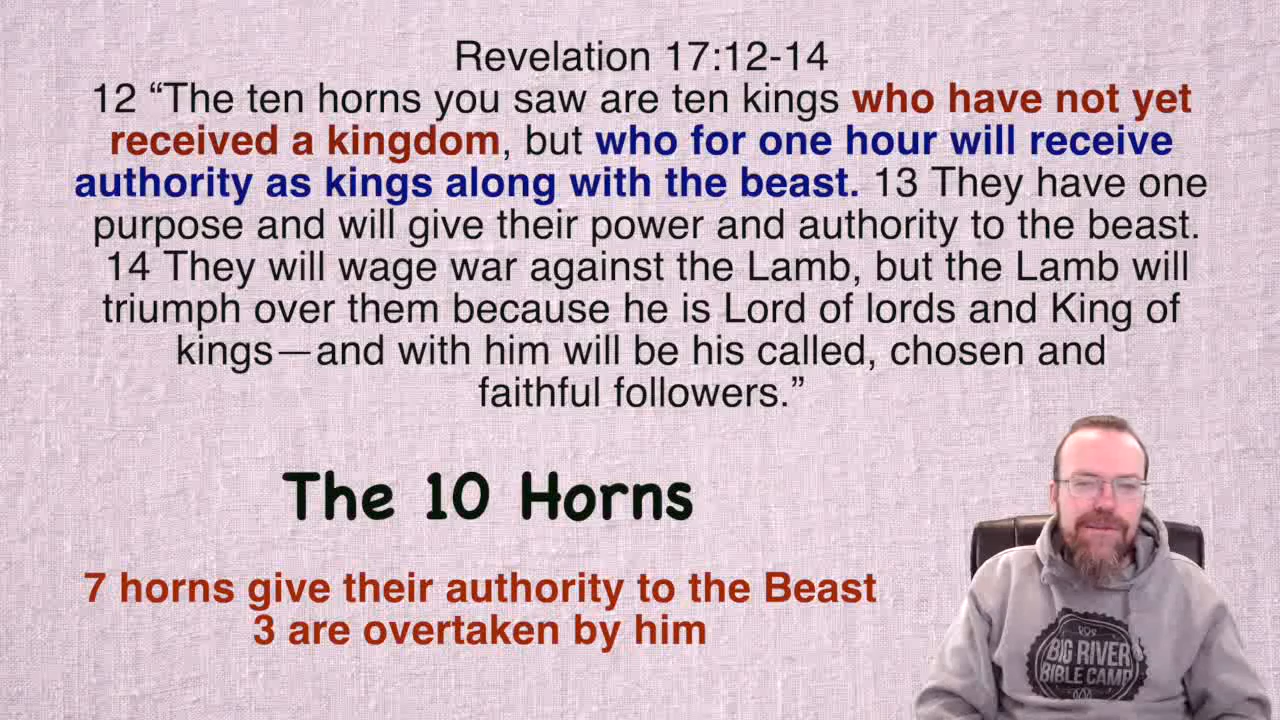 Revelation 17:12-14
12 “The ten horns you saw are ten kings who have not yet
received a kingdom, but who for one hour will receive
authority as kings along with the beast. 13 They have one
purpose and will give their power and authority to the beast.
14 They will wage war against the Lamb, but the Lamb will
triumph over them because he is Lord of lords and King of
kings—and with him will be his called, chosen and
faithful followers.”
The 10 Horns
7 horns give their authority to the Beast
3 are overtaken by him
BIG RIVER
BIBLE CAMP